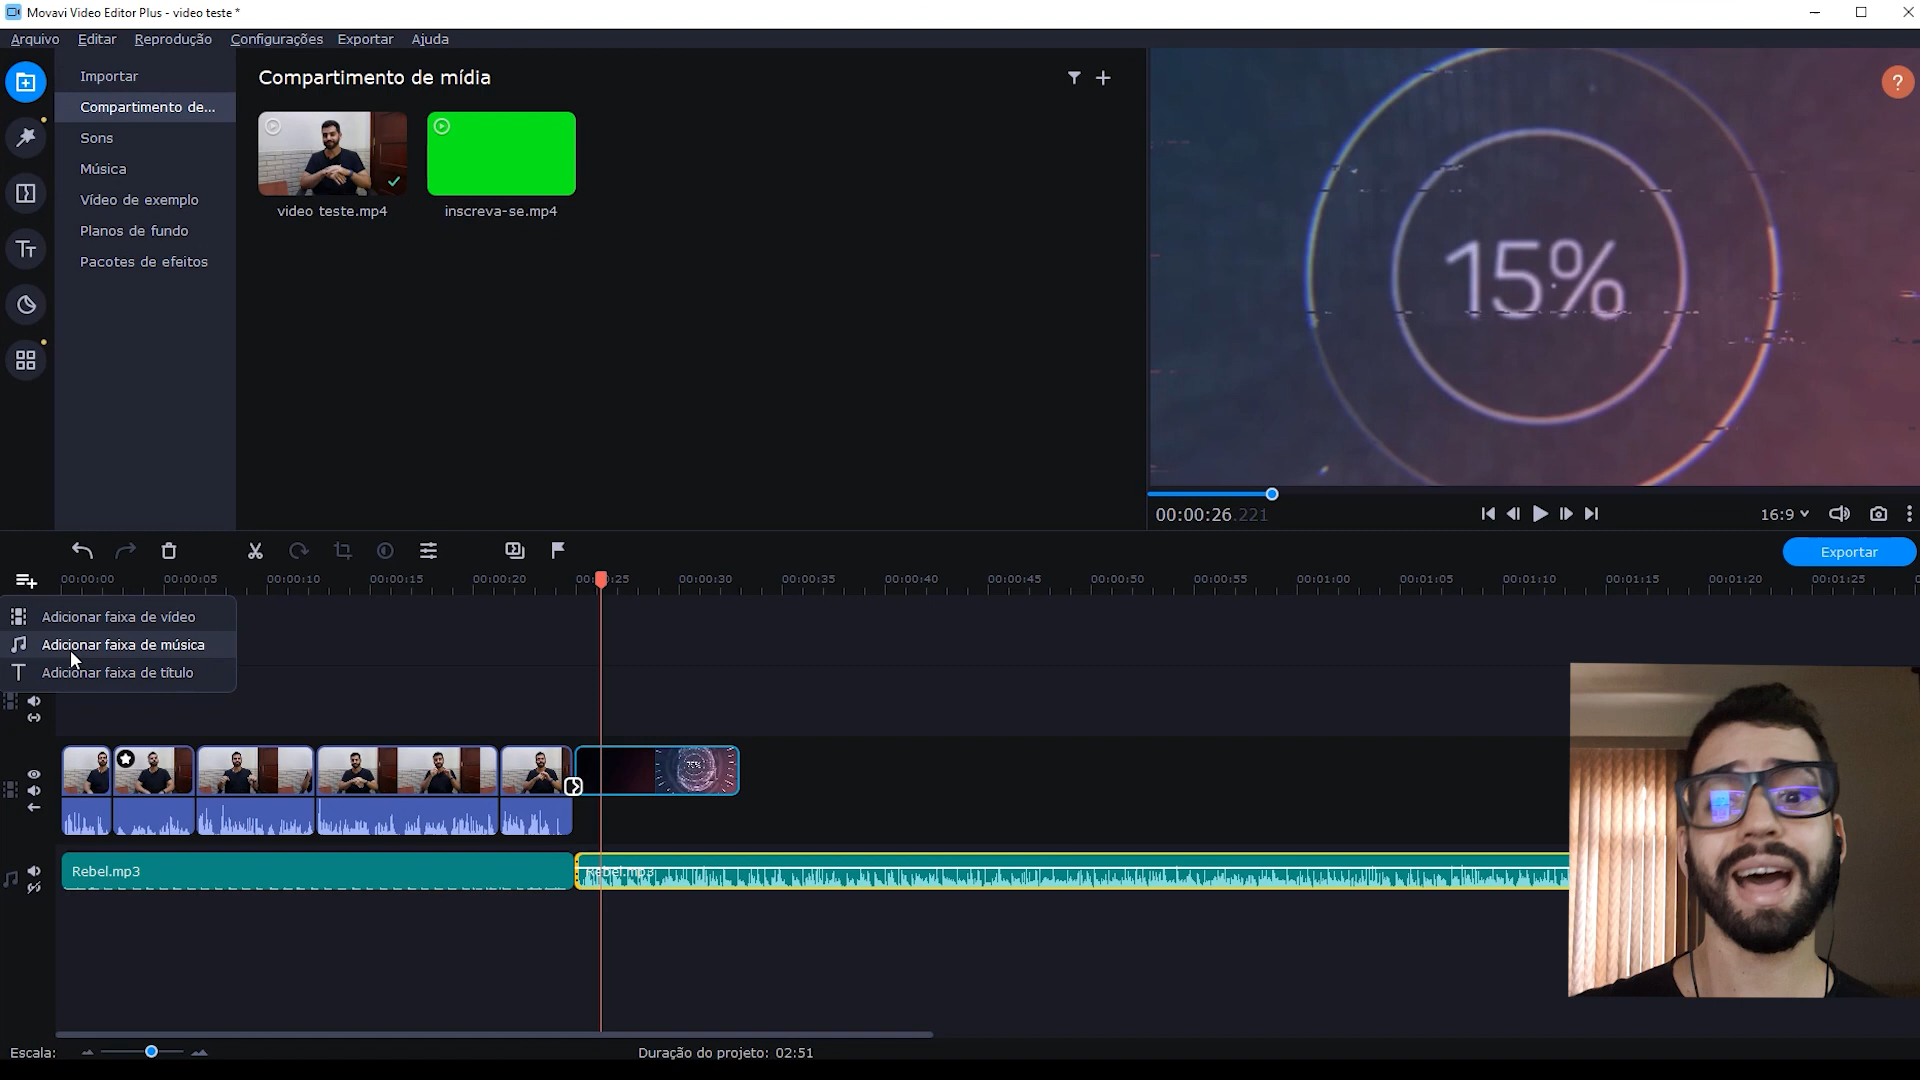 Movavi Video Editor Plus - video teste *
Arquivo Editar Reprodução Configurações Exportar Ajuda
Importar
Compartimento de...
Sons
Música
Vídeo de exemplo
Planos de fundo
Pacotes de efeitos
Compartimento de mídia
video teste.mp4
inscreva-se.mp4
15%
?
00:00:26.221
16:9
Exportar
00:00:00 00:00:05 00:00:10 00:00:15 00:00:20 00:00:25 00:00:30 00:00:35 00:00:40 00:00:45 00:00:50 00:00:55 00:01:00 00:01:05 00:01:10 00:01:15 00:01:20 00:01:25
Adicionar faixa de vídeo
Adicionar faixa de música
Adicionar faixa de título
Rebel.mp3
Rebel.mp3
Escala:
Duração do projeto: 02:51